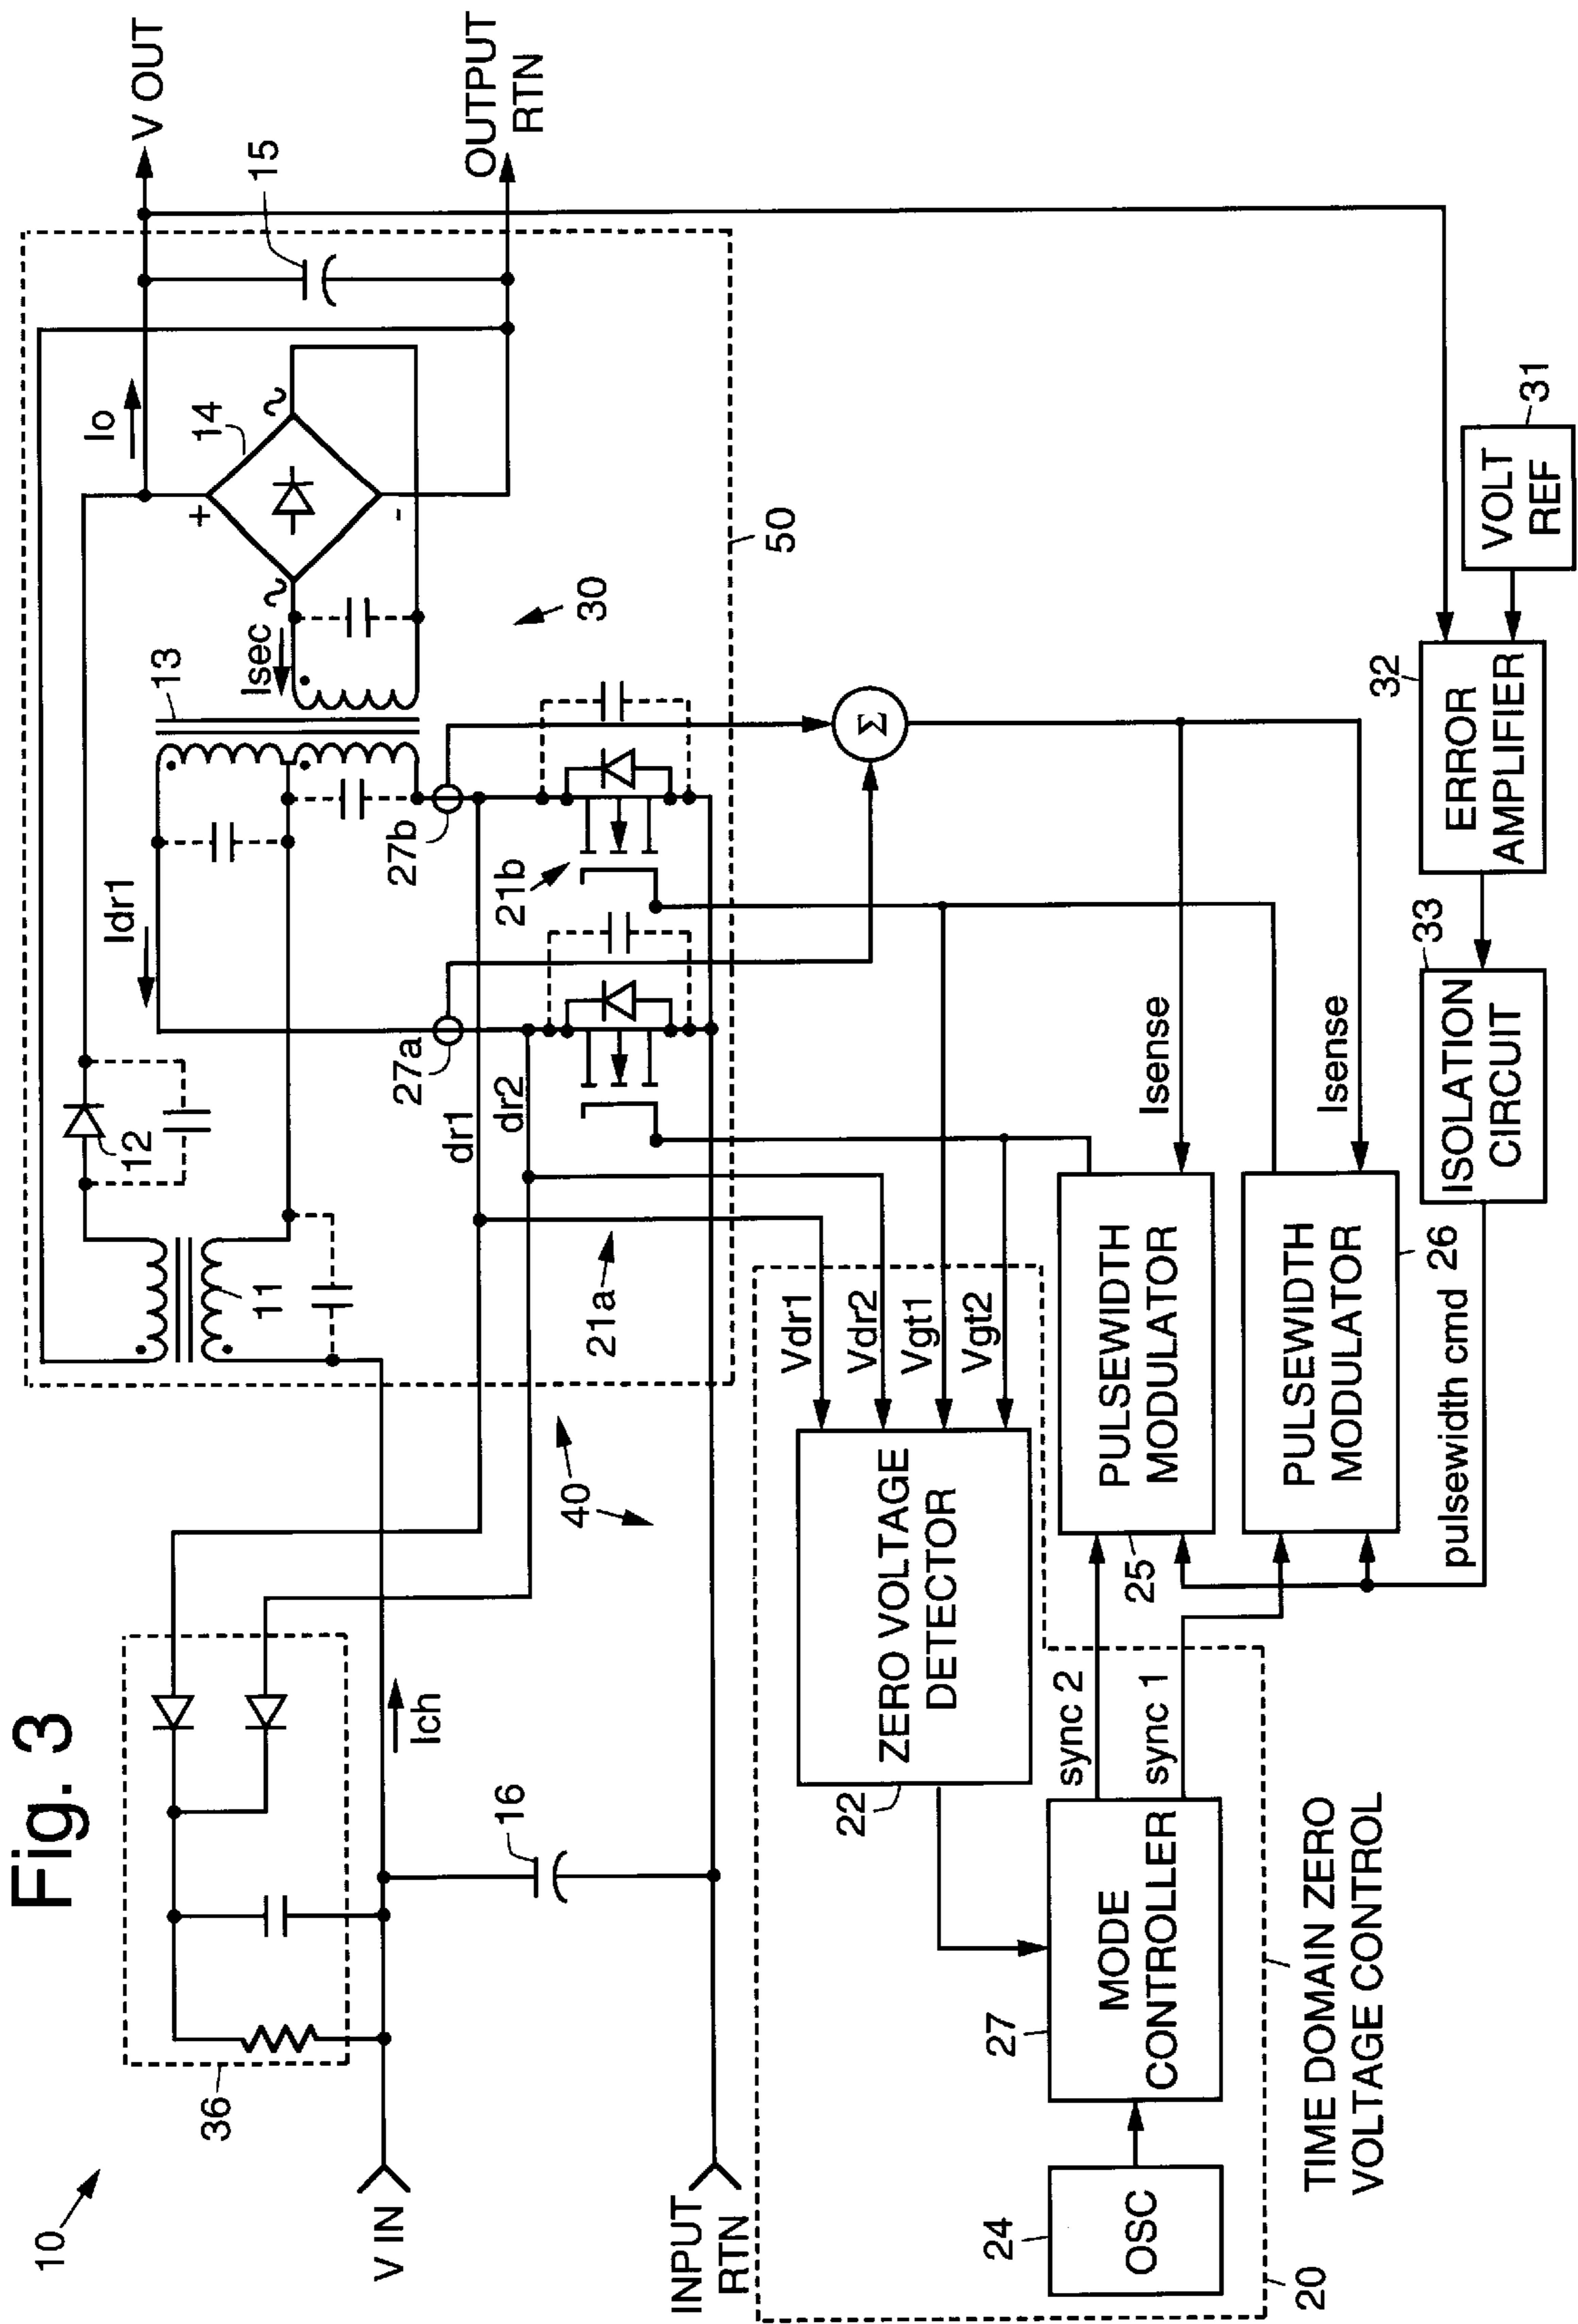 Fig. 3
10
36
V IN
INPUT
RTN
16
Ich
40
11
12
Idr1
13
Isec
30
Io
14
+
-
15
V OUT
OUTPUT
RTN
50
27a
27b
dr1
dr2
21a
21b
Σ
Vdr1
Vdr2
Vgt1
Vgt2
ZERO VOLTAGE
DETECTOR
22
sync 2
sync 1
MODE
CONTROLLER
27
OSC
24
20
TIME DOMAIN ZERO
VOLTAGE CONTROL
PULSEWIDTH
MODULATOR
25
Isense
PULSEWIDTH
MODULATOR
26
Isense
pulsewidth cmd
ISOLATION
CIRCUIT
33
ERROR
AMPLIFIER
32
VOLT
REF
31